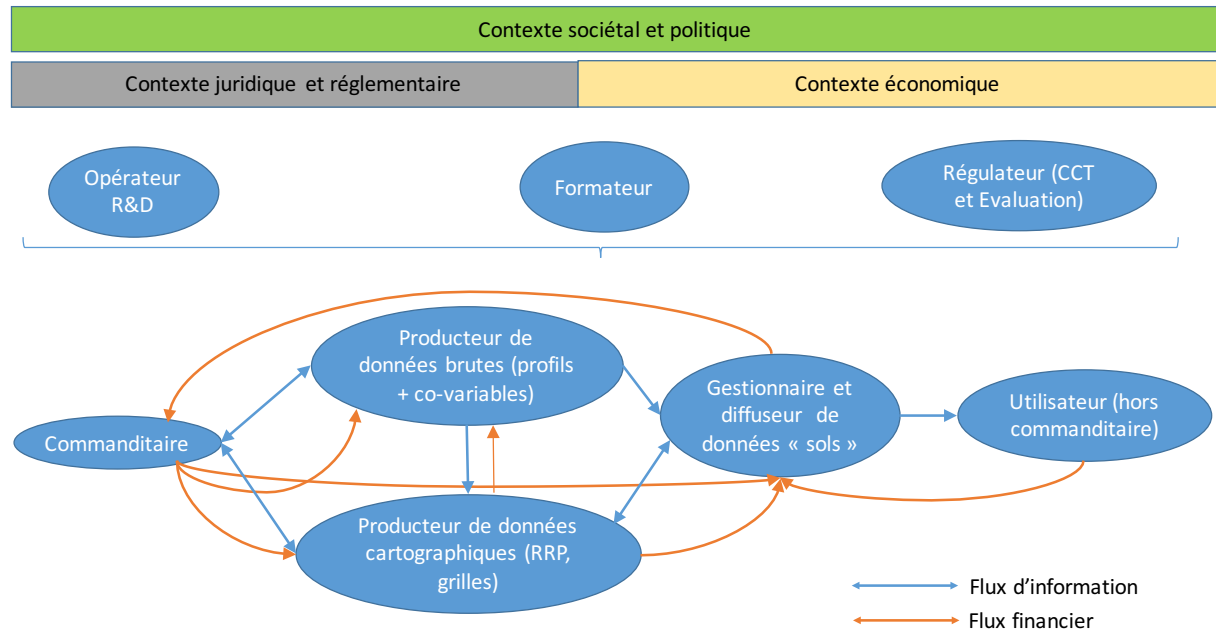 Contexte sociétal et politique
Contexte juridique et réglementaire
Contexte économique
Opérateur
R&D
Formateur
Régulateur (CCT
et Evaluation)
Producteur de
données brutes (profils
+ co-variables)
Gestionnaire et
diffuseur de
données « sols »
Utilisateur (hors
commanditaire)
Commanditaire
Producteur de données
cartographiques (RRP,
grilles)
Flux d’information
Flux financier